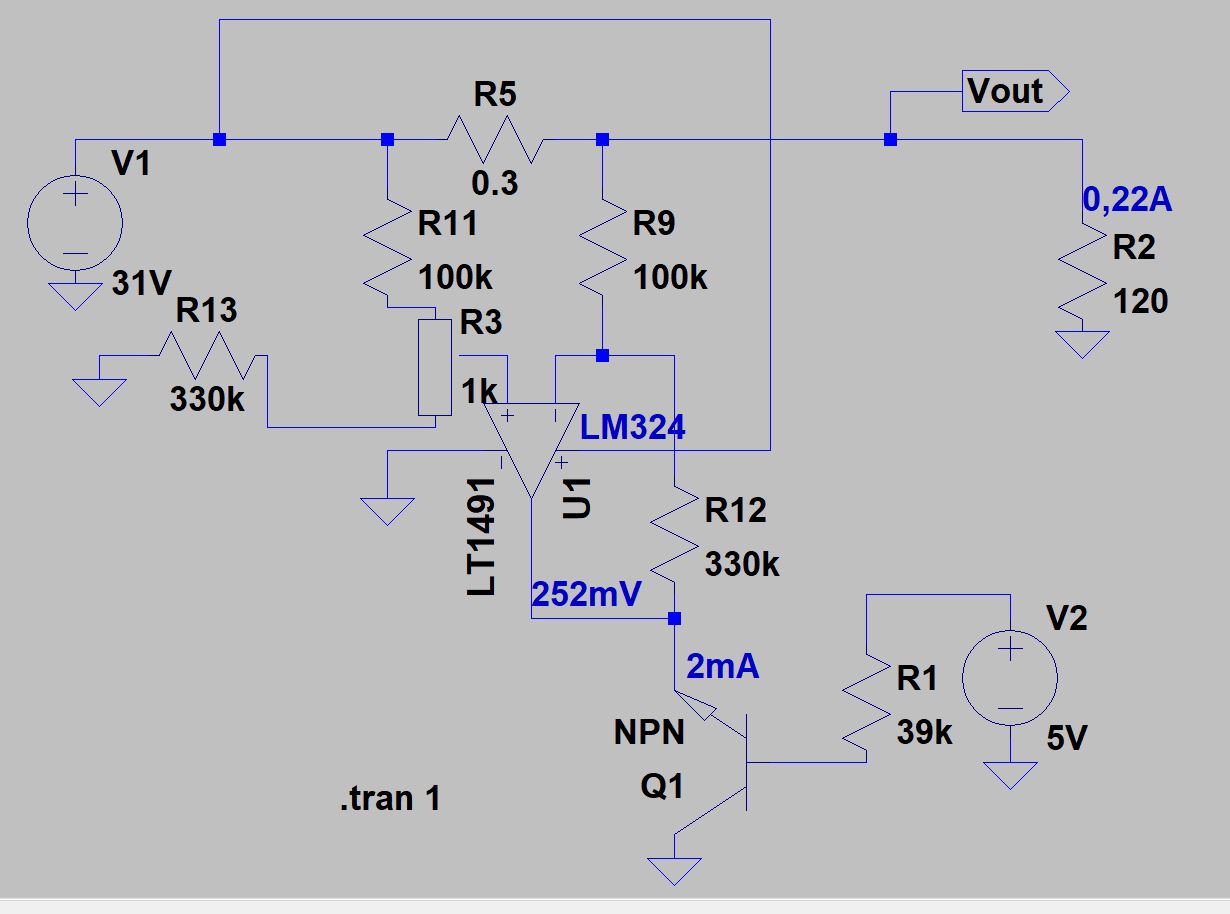 R5
Vout
V1
0.3
0,22A
R11
R9
R2
100k
100k
31V
120
R13
R3
330k
1k
LM324
LT1491
U1
R12
330k
252mV
V2
2mA
R1
NPN
39k
5V
Q1
.tran 1